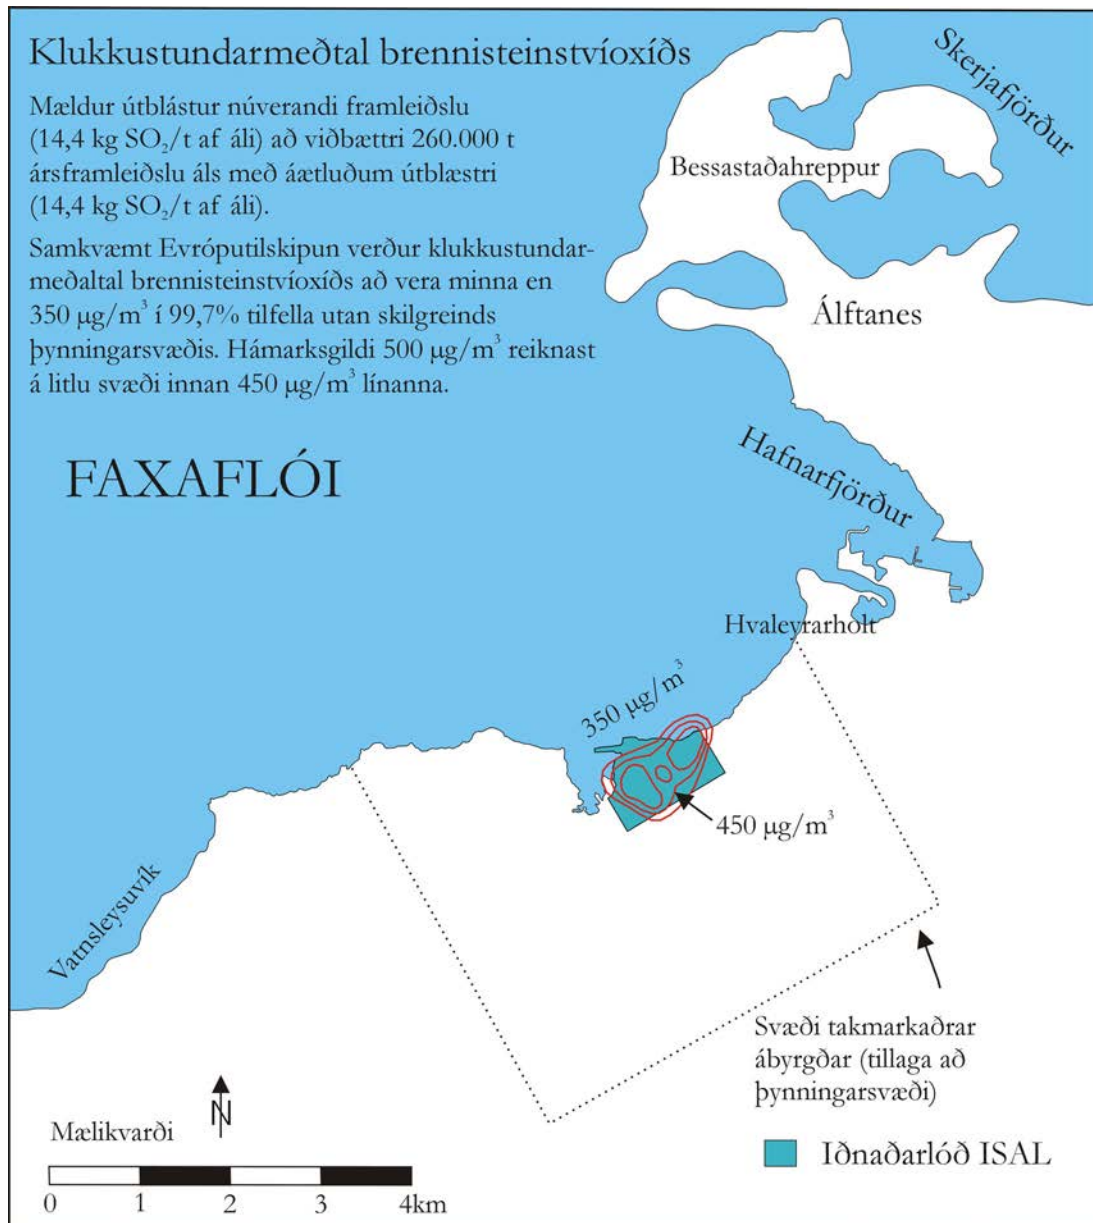 Klukkustundarmeðtal brennisteinstvíoxíðs
Mældur útblástur núverandi framleiðslu
(14,4 kg SO₂/t af áli) að viðbættri 260.000 t
ársframleiðslu áls með áætluðum útblæstri
(14,4 kg SO₂/t af áli).
Samkvæmt Evróputilskipun verður klukkustundar-
meðaltal brennisteinstvíoxíðs að vera minna en
350 µg/m³ í 99,7% tilfella utan skilgreinds
þynningarsvæðis. Hámarksgildi 500 µg/m³ reiknast
á litlu svæði innan 450 µg/m³ línanna.
Skerjafjörður
Bessastaðahreppur
Álftanes
FAXAFLÓI
Hafnarfjörður
Hvaleyrarholt
350 µg/m³
450 µg/m³
Vatnsleysuvík
Svæði takmarkaðrar
ábyrgðar (tillaga að
þynningarsvæði)
N
Mælikvarði
0 1 2 3 4km
Iðnaðarlóð ISAL